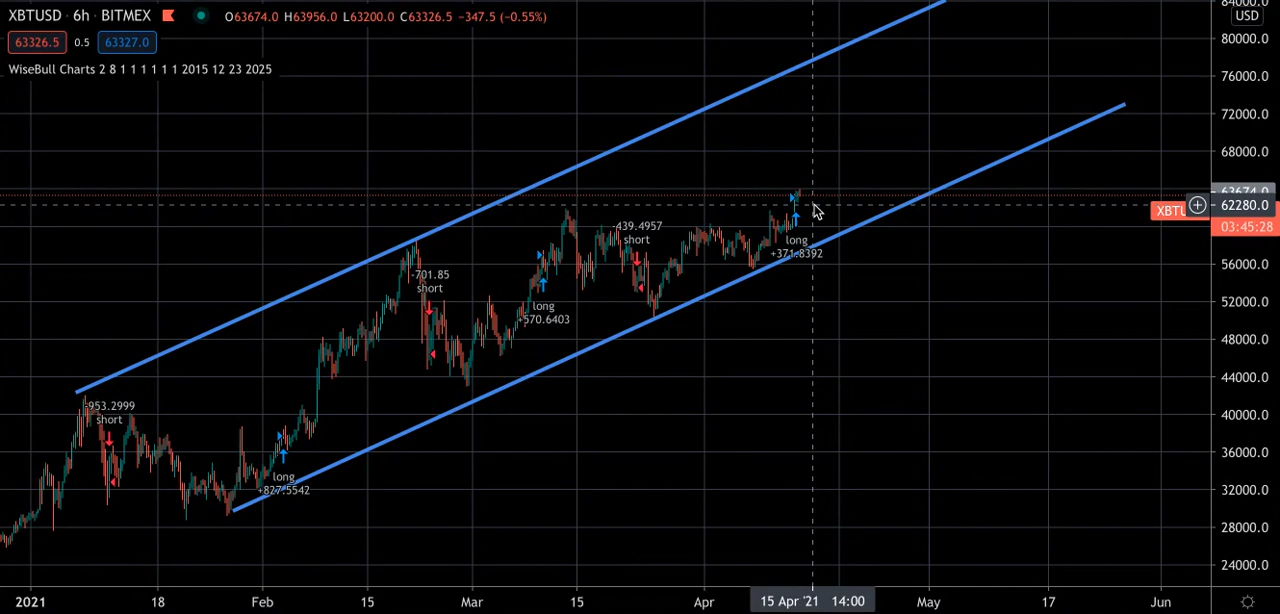 XBTUSD · 6h · BITMEX O63674.0 H63956.0 L63200.0 C63326.5 −347.5 (−0.55%)
63326.5 0.5 63327.0
WiseBull Charts 2 8 1 1 1 1 1 1 2015 12 23 2025
84000.0
USD
80000.0
76000.0
72000.0
68000.0
63674.0
62280.0
XBTU
03:45:28
56000.0
52000.0
48000.0
44000.0
40000.0
36000.0
32000.0
28000.0
24000.0
-953.2999
short
long
+827.5542
-701.85
short
long
+570.6403
-439.4957
short
long
+371.8392
2021 18 Feb 15 Mar 15 Apr 15 Apr '21 14:00 May 17 Jun